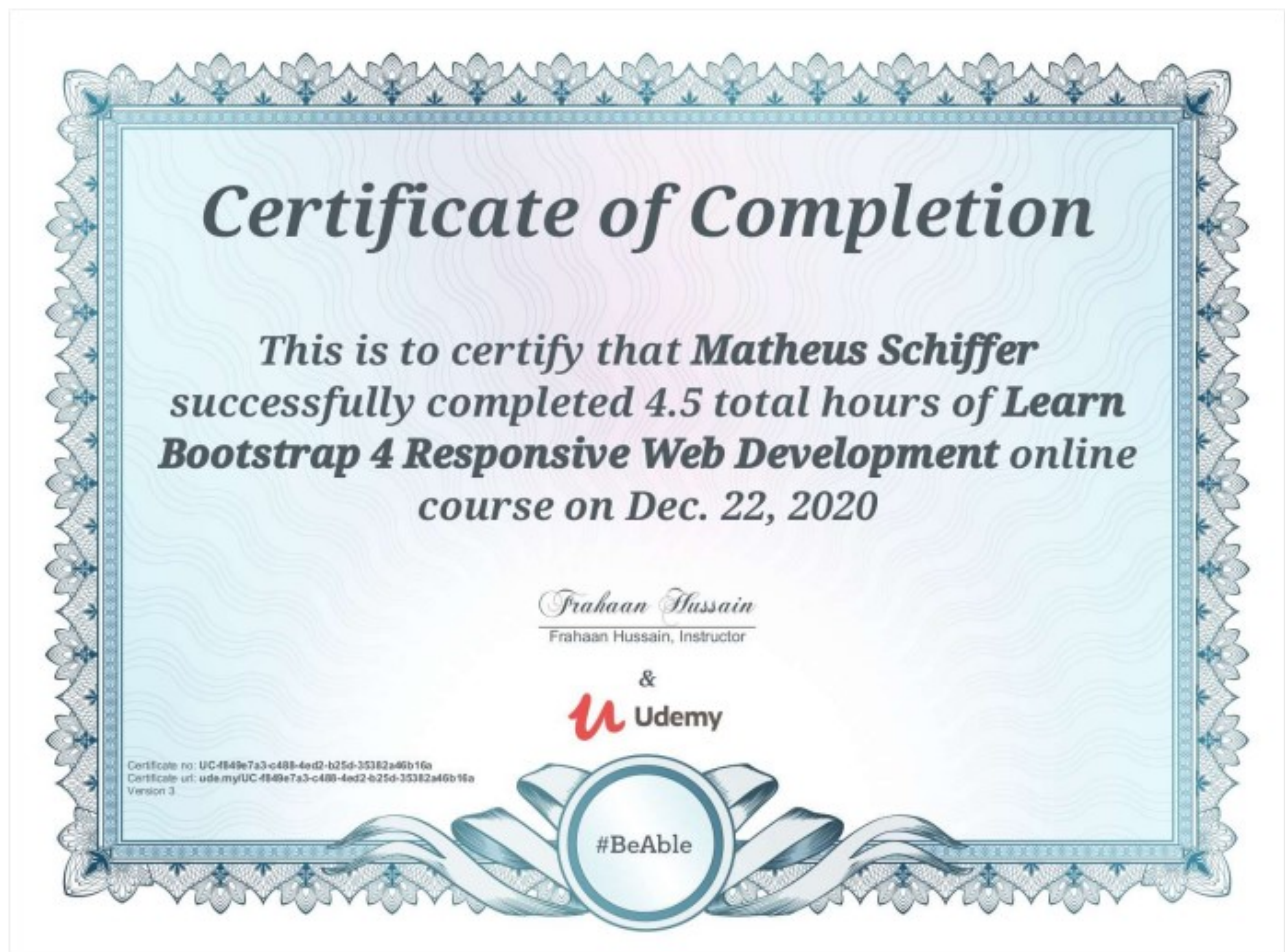 Certificate of Completion
This is to certify that Matheus Schiffer
successfully completed 4.5 total hours of Learn
Bootstrap 4 Responsive Web Development online
course on Dec. 22, 2020
Frahaan Hussain
Frahaan Hussain, Instructor
&
Udemy
Certificate no: UC-f849e7a3-c488-4ed2-b25d-35382a46b16a
Certificate url: ude.my/UC-f849e7a3-c488-4ed2-b25d-35382a46b16a
Version 3
#BeAble